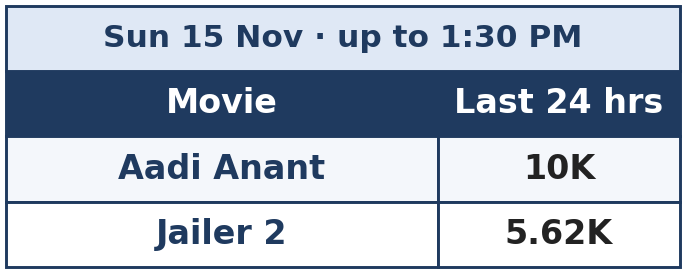 Sun 15 Nov · up to 1:30 PM
Movie Last 24 hrs
Aadi Anant 10K
Jailer 2 5.62K